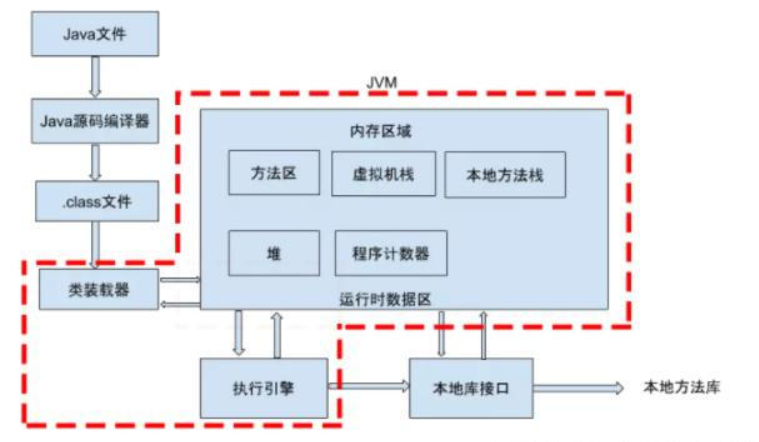 Java文件
JVM
Java源码编译器
内存区域
方法区
虚拟机栈
本地方法栈
.class文件
堆
程序计数器
类装载器
运行时数据区
执行引擎
本地库接口
本地方法库